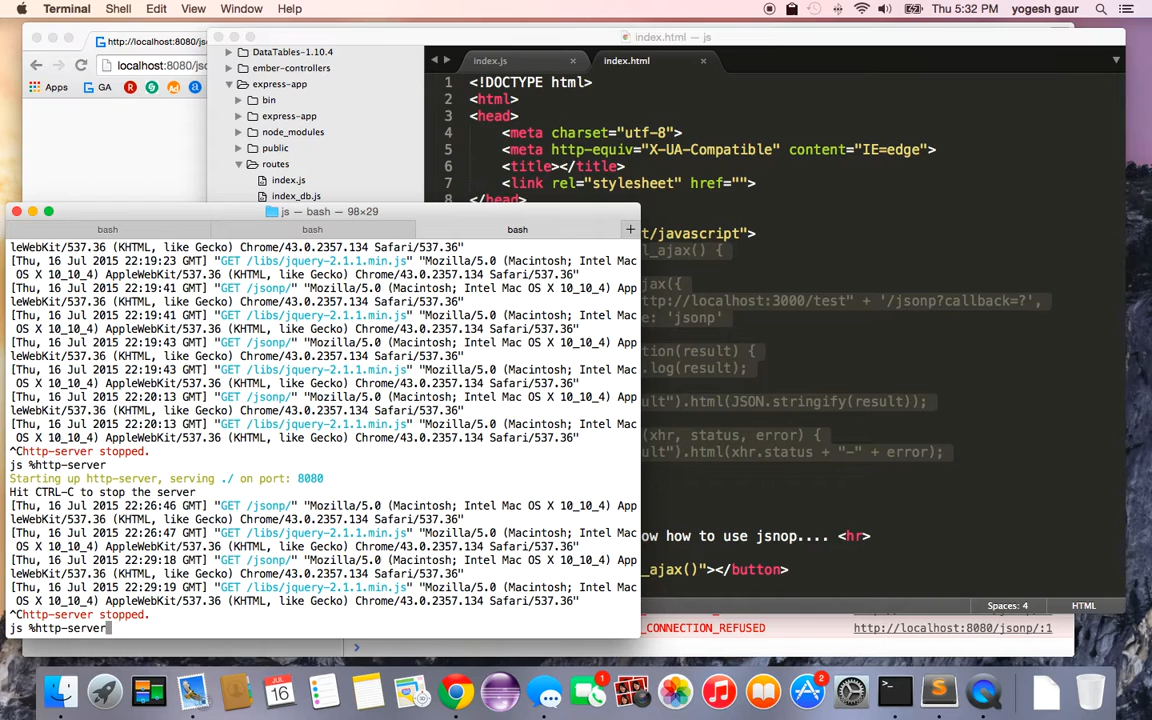 Terminal Shell Edit View Window Help Thu 5:32 PM yogesh gaur
http://localhost:8080/js
localhost:8080/jso
Apps GA
index.html — js
DataTables-1.10.4
ember-controllers
express-app
bin
express-app
node_modules
public
routes
index.js
index_db.js
index.js × index.html ×
1 <!DOCTYPE html>
2 <html>
3 <head>
4 <meta charset="utf-8">
5 <meta http-equiv="X-UA-Compatible" content="IE=edge">
6 <title></title>
7 <link rel="stylesheet" href="">
</head>
t/javascript">
l_ajax() {
jax({
ttp://localhost:3000/test" + '/jsonp?callback=?',
e: 'jsonp'
tion(result) {
.log(result);
ult").html(JSON.stringify(result));
(xhr, status, error) {
ult").html(xhr.status + "-" + error);
ow how to use jsnop.... <hr>
_ajax()"></button>
Spaces: 4 HTML
_CONNECTION_REFUSED http://localhost:8080/jsonp/:1
js — bash — 98×29
bash bash bash +
leWebKit/537.36 (KHTML, like Gecko) Chrome/43.0.2357.134 Safari/537.36"
[Thu, 16 Jul 2015 22:19:23 GMT] "GET /libs/jquery-2.1.1.min.js" "Mozilla/5.0 (Macintosh; Intel Mac
OS X 10_10_4) AppleWebKit/537.36 (KHTML, like Gecko) Chrome/43.0.2357.134 Safari/537.36"
[Thu, 16 Jul 2015 22:19:41 GMT] "GET /jsonp/" "Mozilla/5.0 (Macintosh; Intel Mac OS X 10_10_4) App
leWebKit/537.36 (KHTML, like Gecko) Chrome/43.0.2357.134 Safari/537.36"
[Thu, 16 Jul 2015 22:19:41 GMT] "GET /libs/jquery-2.1.1.min.js" "Mozilla/5.0 (Macintosh; Intel Mac
OS X 10_10_4) AppleWebKit/537.36 (KHTML, like Gecko) Chrome/43.0.2357.134 Safari/537.36"
[Thu, 16 Jul 2015 22:19:43 GMT] "GET /jsonp/" "Mozilla/5.0 (Macintosh; Intel Mac OS X 10_10_4) App
leWebKit/537.36 (KHTML, like Gecko) Chrome/43.0.2357.134 Safari/537.36"
[Thu, 16 Jul 2015 22:19:43 GMT] "GET /libs/jquery-2.1.1.min.js" "Mozilla/5.0 (Macintosh; Intel Mac
OS X 10_10_4) AppleWebKit/537.36 (KHTML, like Gecko) Chrome/43.0.2357.134 Safari/537.36"
[Thu, 16 Jul 2015 22:20:13 GMT] "GET /jsonp/" "Mozilla/5.0 (Macintosh; Intel Mac OS X 10_10_4) App
leWebKit/537.36 (KHTML, like Gecko) Chrome/43.0.2357.134 Safari/537.36"
[Thu, 16 Jul 2015 22:20:13 GMT] "GET /libs/jquery-2.1.1.min.js" "Mozilla/5.0 (Macintosh; Intel Mac
OS X 10_10_4) AppleWebKit/537.36 (KHTML, like Gecko) Chrome/43.0.2357.134 Safari/537.36"
^Chttp-server stopped.
js %http-server
Starting up http-server, serving ./ on port: 8080
Hit CTRL-C to stop the server
[Thu, 16 Jul 2015 22:26:46 GMT] "GET /jsonp/" "Mozilla/5.0 (Macintosh; Intel Mac OS X 10_10_4) App
leWebKit/537.36 (KHTML, like Gecko) Chrome/43.0.2357.134 Safari/537.36"
[Thu, 16 Jul 2015 22:26:47 GMT] "GET /libs/jquery-2.1.1.min.js" "Mozilla/5.0 (Macintosh; Intel Mac
OS X 10_10_4) AppleWebKit/537.36 (KHTML, like Gecko) Chrome/43.0.2357.134 Safari/537.36"
[Thu, 16 Jul 2015 22:29:18 GMT] "GET /jsonp/" "Mozilla/5.0 (Macintosh; Intel Mac OS X 10_10_4) App
leWebKit/537.36 (KHTML, like Gecko) Chrome/43.0.2357.134 Safari/537.36"
[Thu, 16 Jul 2015 22:29:19 GMT] "GET /libs/jquery-2.1.1.min.js" "Mozilla/5.0 (Macintosh; Intel Mac
OS X 10_10_4) AppleWebKit/537.36 (KHTML, like Gecko) Chrome/43.0.2357.134 Safari/537.36"
^Chttp-server stopped.
js %http-server